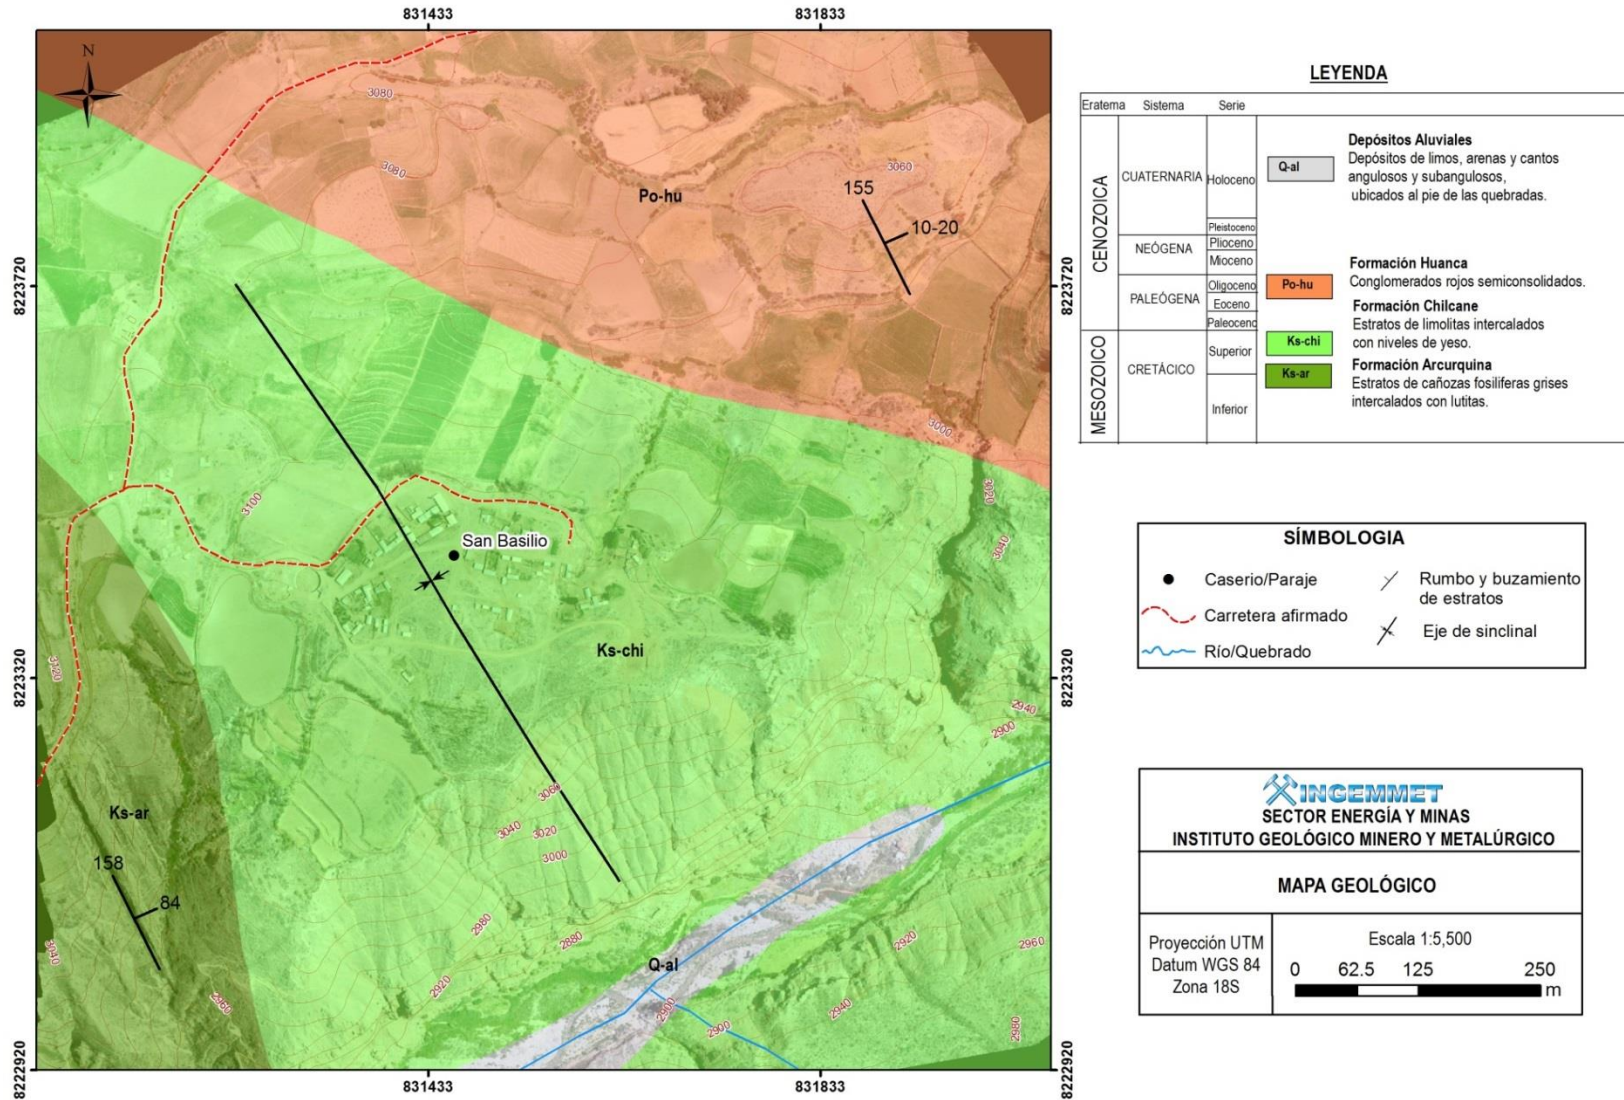 831433
831833
N
3080
3080
3060
Po-hu
155
10-20
8223720
8223720
3000
3020
3100
San Basilio
3040
Ks-chi
3120
8223320
8223320
2940
2900
3060
3040
3020
3000
Ks-ar
158
84
2980
2880
2920
2960
3040
Q-al
2920
2960
2900
2940
2900
2980
8222920
8222920
831433
831833
LEYENDA
Eratema Sistema Serie
CENOZOICA
CUATERNARIA
Holoceno
Pleistoceno
NEÓGENA
Plioceno
Mioceno
PALEÓGENA
Oligoceno
Eoceno
Paleoceno
MESOZOICO
CRETÁCICO
Superior
Inferior
Q-al
Depósitos Aluviales
Depósitos de limos, arenas y cantos
angulosos y subangulosos,
ubicados al pie de las quebradas.
Po-hu
Formación Huanca
Conglomerados rojos semiconsolidados.
Ks-chi
Formación Chilcane
Estratos de limolitas intercalados
con niveles de yeso.
Ks-ar
Formación Arcurquina
Estratos de cañozas fosiliferas grises
intercalados con lutitas.
SÍMBOLOGIA
Caserio/Paraje
Carretera afirmado
Río/Quebrado
Rumbo y buzamiento
de estratos
Eje de sinclinal
INGEMMET
SECTOR ENERGÍA Y MINAS
INSTITUTO GEOLÓGICO MINERO Y METALÚRGICO
MAPA GEOLÓGICO
Proyección UTM
Datum WGS 84
Zona 18S
Escala 1:5,500
0 62.5 125 250
m